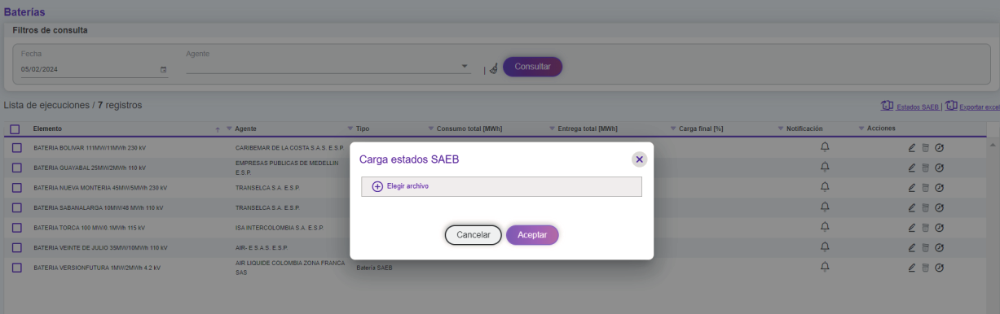 Baterías
Filtros de consulta
Fecha
Agente
05/02/2024
Consultar
Lista de ejecuciones / 7 registros
Estados SAEB | Exportar excel
Elemento Agente Tipo Consumo total [MWh] Entrega total [MWh] Carga final [%] Notificación Acciones
BATERIA BOLIVAR 111MW/11MWh 230 kV CARIBEMAR DE LA COSTA S.A.S. E.S.P.
BATERIA GUAYABAL 25MW/2MWh 110 kV EMPRESAS PUBLICAS DE MEDELLIN
E.S.P.
BATERIA NUEVA MONTERIA 45MW/5MWh 230 kV TRANSELCA S.A. E.S.P.
BATERIA SABANALARGA 10MW/48 MWh 110 kV TRANSELCA S.A. E.S.P.
BATERIA TORCA 100 MW/0.1MWh 115 kV ISA INTERCOLOMBIA S.A. E.S.P.
BATERIA VEINTE DE JULIO 35MW/10MWh 110 kV AIR- E S.A.S. E.S.P.
BATERIA VERSIONFUTURA 1MW/2MWh 4.2 kV AIR LIQUIDE COLOMBIA ZONA FRANCA
SAS Batería SAEB
Carga estados SAEB
Elegir archivo
Cancelar Aceptar